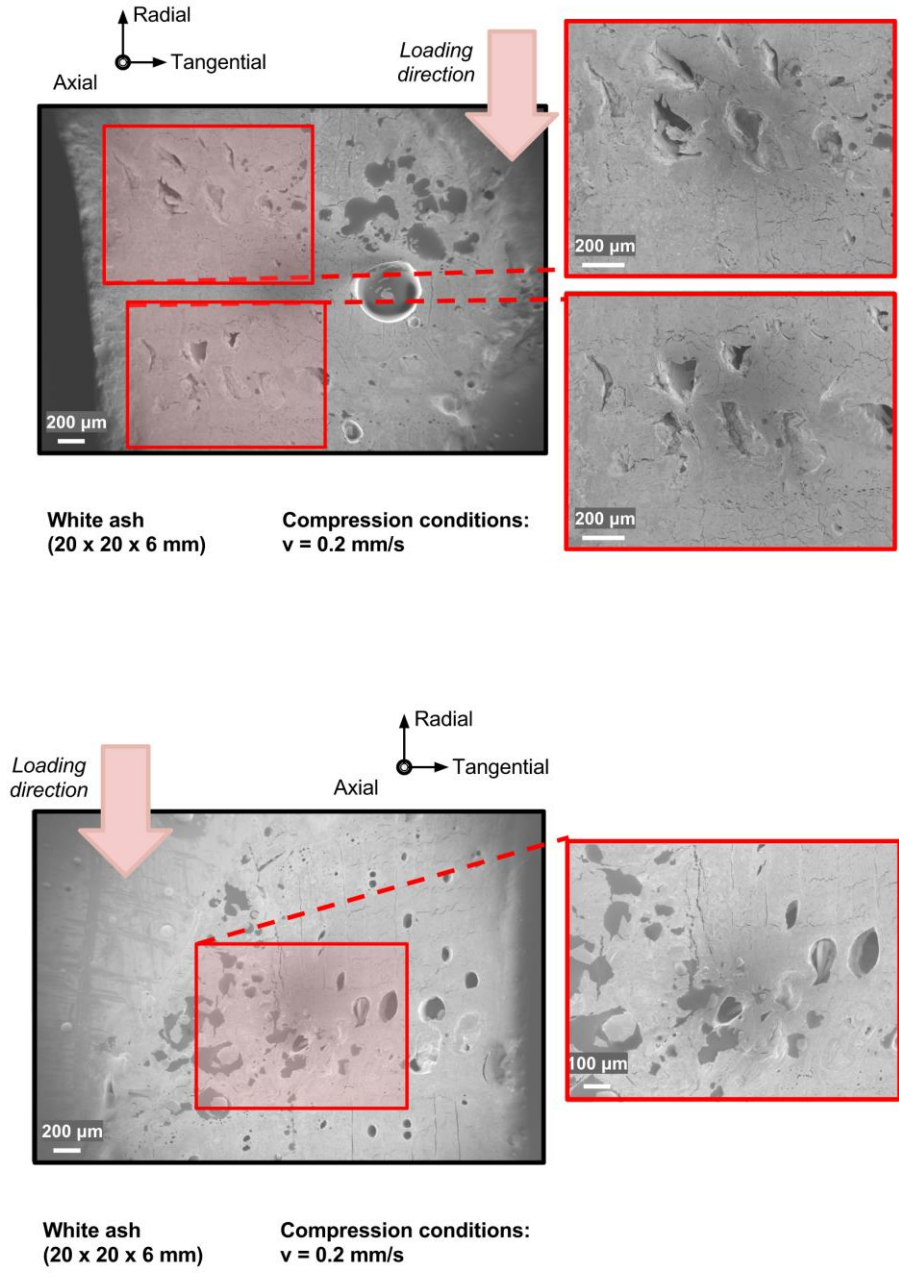 Radial
Tangential
Axial
Loading
direction
200 µm
200 µm
200 µm
White ash
(20 x 20 x 6 mm)
Compression conditions:
v = 0.2 mm/s
Loading
direction
Radial
Tangential
Axial
200 µm
100 µm
White ash
(20 x 20 x 6 mm)
Compression conditions:
v = 0.2 mm/s